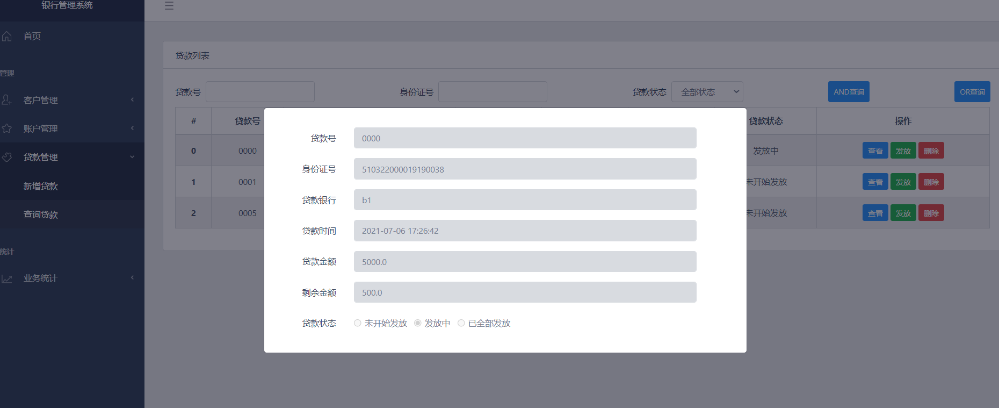 银行管理系统
首页
管理
客户管理
账户管理
贷款管理
新增贷款
查询贷款
统计
业务统计
贷款列表
贷款号 身份证号 贷款状态 全部状态 AND查询 OR查询
# 贷款号 贷款状态 操作
0 0000 发放中 查看 发放 删除
1 0001 未开始发放 查看 发放 删除
2 0005 未开始发放 查看 发放 删除
贷款号 0000
身份证号 510322000019190038
贷款银行 b1
贷款时间 2021-07-06 17:26:42
贷款金额 5000.0
剩余金额 500.0
贷款状态 未开始发放 发放中 已全部发放